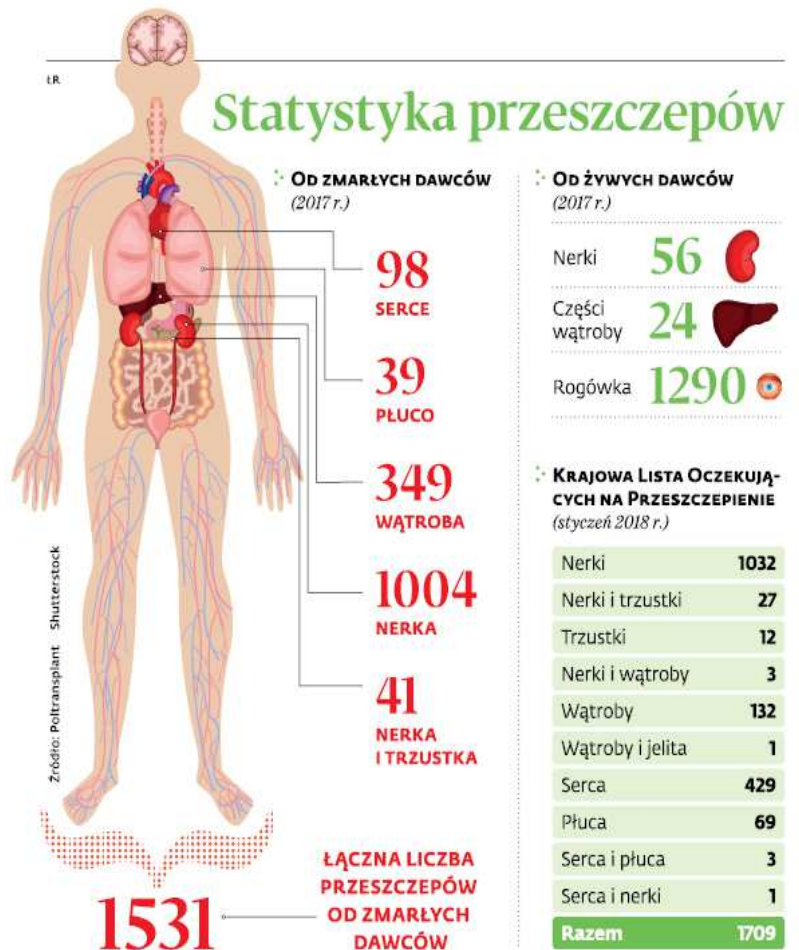 ŁR
Statystyka przeszczepów
OD ZMARŁYCH DAWCÓW
(2017 r.)
98
SERCE
39
PŁUCO
349
WĄTROBA
1004
NERKA
41
NERKA
I TRZUSTKA
1531
ŁĄCZNA LICZBA
PRZESZCZEPÓW
OD ZMARŁYCH
DAWCÓW
OD ŻYWYCH DAWCÓW
(2017 r.)
Nerki 56
Części
wątroby 24
Rogówka 1290
KRAJOWA LISTA OCZEKUJĄ-
CYCH NA PRZESZCZEPIENIE
(styczeń 2018 r.)
Nerki 1032
Nerki i trzustki 27
Trzustki 12
Nerki i wątroby 3
Wątroby 132
Wątroby i jelita 1
Serca 429
Płuca 69
Serca i płuca 3
Serca i nerki 1
Razem 1709
Źródło: Poltransplant Shutterstock